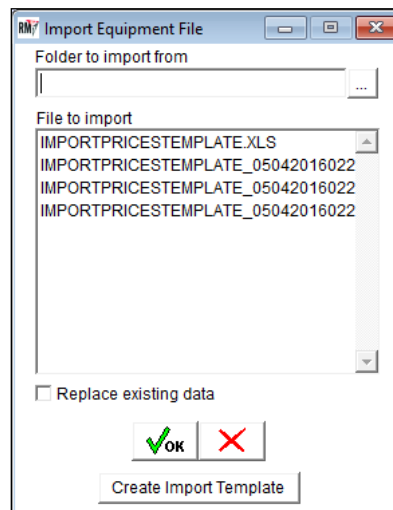 RM Import Equipment File
Folder to import from
...
File to import
IMPORTPRICESTEMPLATE.XLS
IMPORTPRICESTEMPLATE_05042016022
IMPORTPRICESTEMPLATE_05042016022
IMPORTPRICESTEMPLATE_05042016022
Replace existing data
OK
Create Import Template